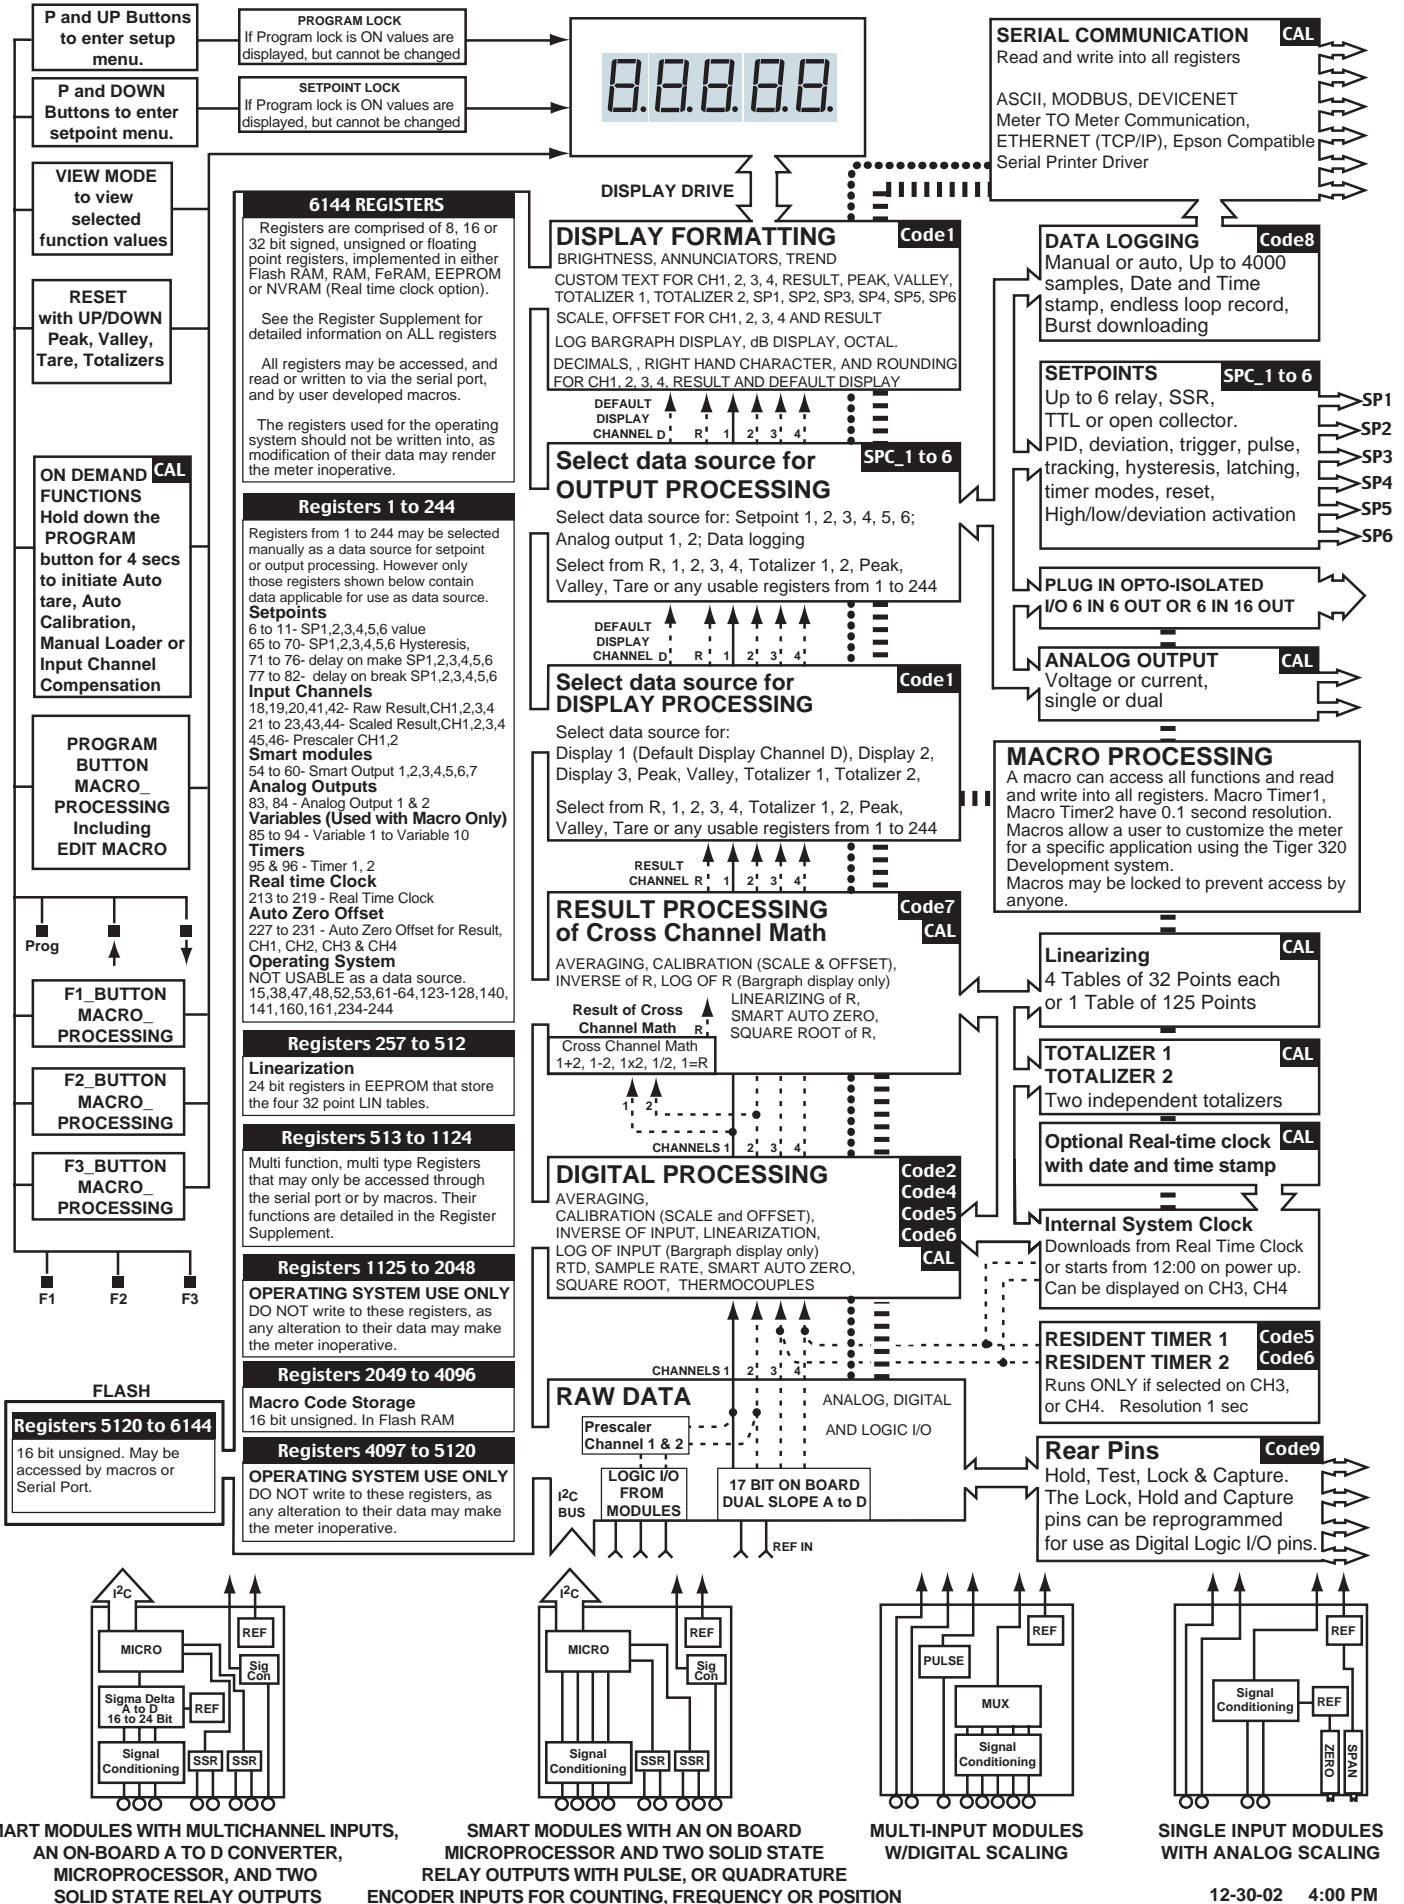 P and UP Buttons
to enter setup
menu.
PROGRAM LOCK
If Program lock is ON values are
displayed, but cannot be changed
P and DOWN
Buttons to enter
setpoint menu.
SETPOINT LOCK
If Program lock is ON values are
displayed, but cannot be changed
VIEW MODE
to view
selected
function values
RESET
with UP/DOWN
Peak, Valley,
Tare, Totalizers
ON DEMAND CAL
FUNCTIONS
Hold down the
PROGRAM
button for 4 secs
to initiate Auto
tare, Auto
Calibration,
Manual Loader or
Input Channel
Compensation
PROGRAM
BUTTON
MACRO_
PROCESSING
Including
EDIT MACRO
Prog
F1_BUTTON
MACRO_
PROCESSING
F2_BUTTON
MACRO_
PROCESSING
F3_BUTTON
MACRO_
PROCESSING
F1 F2 F3
FLASH
Registers 5120 to 6144
16 bit unsigned. May be
accessed by macros or
Serial Port.
6144 REGISTERS
Registers are comprised of 8, 16 or
32 bit signed, unsigned or floating
point registers, implemented in either
Flash RAM, RAM, FeRAM, EEPROM
or NVRAM (Real time clock option).
See the Register Supplement for
detailed information on ALL registers
All registers may be accessed, and
read or written to via the serial port,
and by user developed macros.
The registers used for the operating
system should not be written into, as
modification of their data may render
the meter inoperative.
Registers 1 to 244
Registers from 1 to 244 may be selected
manually as a data source for setpoint
or output processing. However only
those registers shown below contain
data applicable for use as data source.
Setpoints
6 to 11- SP1,2,3,4,5,6 value
65 to 70- SP1,2,3,4,5,6 Hysteresis,
71 to 76- delay on make SP1,2,3,4,5,6
77 to 82- delay on break SP1,2,3,4,5,6
Input Channels
18,19,20,41,42- Raw Result,CH1,2,3,4
21 to 23,43,44- Scaled Result,CH1,2,3,4
45,46- Prescaler CH1,2
Smart modules
54 to 60- Smart Output 1,2,3,4,5,6,7
Analog Outputs
83, 84 - Analog Output 1 & 2
Variables (Used with Macro Only)
85 to 94 - Variable 1 to Variable 10
Timers
95 & 96 - Timer 1, 2
Real time Clock
213 to 219 - Real Time Clock
Auto Zero Offset
227 to 231 - Auto Zero Offset for Result,
CH1, CH2, CH3 & CH4
Operating System
NOT USABLE as a data source.
15,38,47,48,52,53,61-64,123-128,140,
141,160,161,234-244
Registers 257 to 512
Linearization
24 bit registers in EEPROM that store
the four 32 point LIN tables.
Registers 513 to 1124
Multi function, multi type Registers
that may only be accessed through
the serial port or by macros. Their
functions are detailed in the Register
Supplement.
Registers 1125 to 2048
OPERATING SYSTEM USE ONLY
DO NOT write to these registers, as
any alteration to their data may make
the meter inoperative.
Registers 2049 to 4096
Macro Code Storage
16 bit unsigned. In Flash RAM
Registers 4097 to 5120
OPERATING SYSTEM USE ONLY
DO NOT write to these registers, as
any alteration to their data may make
the meter inoperative.
8.8.8.8.8.
DISPLAY DRIVE
DISPLAY FORMATTING Code1
BRIGHTNESS, ANNUNCIATORS, TREND
CUSTOM TEXT FOR CH1, 2, 3, 4, RESULT, PEAK, VALLEY,
TOTALIZER 1, TOTALIZER 2, SP1, SP2, SP3, SP4, SP5, SP6
SCALE, OFFSET FOR CH1, 2, 3, 4 AND RESULT
LOG BARGRAPH DISPLAY, dB DISPLAY, OCTAL.
DECIMALS, , RIGHT HAND CHARACTER, AND ROUNDING
FOR CH1, 2, 3, 4, RESULT AND DEFAULT DISPLAY
DEFAULT
DISPLAY
CHANNEL D R 1 2 3 4
Select data source for SPC_1 to 6
OUTPUT PROCESSING
Select data source for: Setpoint 1, 2, 3, 4, 5, 6;
Analog output 1, 2; Data logging
Select from R, 1, 2, 3, 4, Totalizer 1, 2, Peak,
Valley, Tare or any usable registers from 1 to 244
DEFAULT
DISPLAY
CHANNEL D R 1 2 3 4
Select data source for Code1
DISPLAY PROCESSING
Select data source for:
Display 1 (Default Display Channel D), Display 2,
Display 3, Peak, Valley, Totalizer 1, Totalizer 2,
Select from R, 1, 2, 3, 4, Totalizer 1, 2, Peak,
Valley, Tare or any usable registers from 1 to 244
RESULT
CHANNEL R 1 2 3 4
RESULT PROCESSING Code7
of Cross Channel Math CAL
AVERAGING, CALIBRATION (SCALE & OFFSET),
INVERSE of R, LOG OF R (Bargraph display only)
LINEARIZING of R,
SMART AUTO ZERO,
SQUARE ROOT of R,
Result of Cross
Channel Math R
Cross Channel Math
1+2, 1-2, 1x2, 1/2, 1=R
1 2
CHANNELS 1 2 3 4
DIGITAL PROCESSING Code2
Code4
Code5
Code6
CAL
AVERAGING,
CALIBRATION (SCALE and OFFSET),
INVERSE OF INPUT, LINEARIZATION,
LOG OF INPUT (Bargraph display only)
RTD, SAMPLE RATE, SMART AUTO ZERO,
SQUARE ROOT, THERMOCOUPLES
CHANNELS 1 2 3 4
RAW DATA
ANALOG, DIGITAL
AND LOGIC I/O
Prescaler
Channel 1 & 2
LOGIC I/O
FROM
MODULES
17 BIT ON BOARD
DUAL SLOPE A to D
I2C
BUS
REF IN
SERIAL COMMUNICATION CAL
Read and write into all registers
ASCII, MODBUS, DEVICENET
Meter TO Meter Communication,
ETHERNET (TCP/IP), Epson Compatible
Serial Printer Driver
DATA LOGGING Code8
Manual or auto, Up to 4000
samples, Date and Time
stamp, endless loop record,
Burst downloading
SETPOINTS SPC_1 to 6
Up to 6 relay, SSR,
TTL or open collector.
PID, deviation, trigger, pulse,
tracking, hysteresis, latching,
timer modes, reset,
High/low/deviation activation
SP1
SP2
SP3
SP4
SP5
SP6
PLUG IN OPTO-ISOLATED
I/O 6 IN 6 OUT OR 6 IN 16 OUT
ANALOG OUTPUT CAL
Voltage or current,
single or dual
MACRO PROCESSING
A macro can access all functions and read
and write into all registers. Macro Timer1,
Macro Timer2 have 0.1 second resolution.
Macros allow a user to customize the meter
for a specific application using the Tiger 320
Development system.
Macros may be locked to prevent access by
anyone.
Linearizing CAL
4 Tables of 32 Points each
or 1 Table of 125 Points
TOTALIZER 1 CAL
TOTALIZER 2
Two independent totalizers
Optional Real-time clock CAL
with date and time stamp
Internal System Clock
Downloads from Real Time Clock
or starts from 12:00 on power up.
Can be displayed on CH3, CH4
RESIDENT TIMER 1 Code5
RESIDENT TIMER 2 Code6
Runs ONLY if selected on CH3,
or CH4. Resolution 1 sec
Rear Pins Code9
Hold, Test, Lock & Capture.
The Lock, Hold and Capture
pins can be reprogrammed
for use as Digital Logic I/O pins.
I2C
REF
MICRO
Sig
Con
Sigma Delta
A to D
16 to 24 Bit
REF
Signal
Conditioning
SSR SSR
MART MODULES WITH MULTICHANNEL INPUTS,
AN ON-BOARD A TO D CONVERTER,
MICROPROCESSOR, AND TWO
SOLID STATE RELAY OUTPUTS
I2C
REF
MICRO
Sig
Con
Signal
Conditioning
SSR SSR
SMART MODULES WITH AN ON BOARD
MICROPROCESSOR AND TWO SOLID STATE
RELAY OUTPUTS WITH PULSE, OR QUADRATURE
ENCODER INPUTS FOR COUNTING, FREQUENCY OR POSITION
REF
PULSE
MUX
Signal
Conditioning
MULTI-INPUT MODULES
W/DIGITAL SCALING
REF
Signal
Conditioning
REF
ZERO
SPAN
SINGLE INPUT MODULES
WITH ANALOG SCALING
12-30-02 4:00 PM